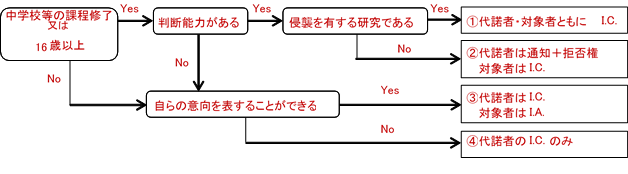 中学校等の課程修了
又は
16歳以上
Yes
判断能力がある
Yes
侵襲を有する研究である
Yes
①代諾者・対象者ともに I.C.
No
②代諾者は通知＋拒否権
対象者はI.C.
No
No
自らの意向を表することができる
Yes
③代諾者はI.C.
対象者はI.A.
No
④代諾者のI.C. のみ